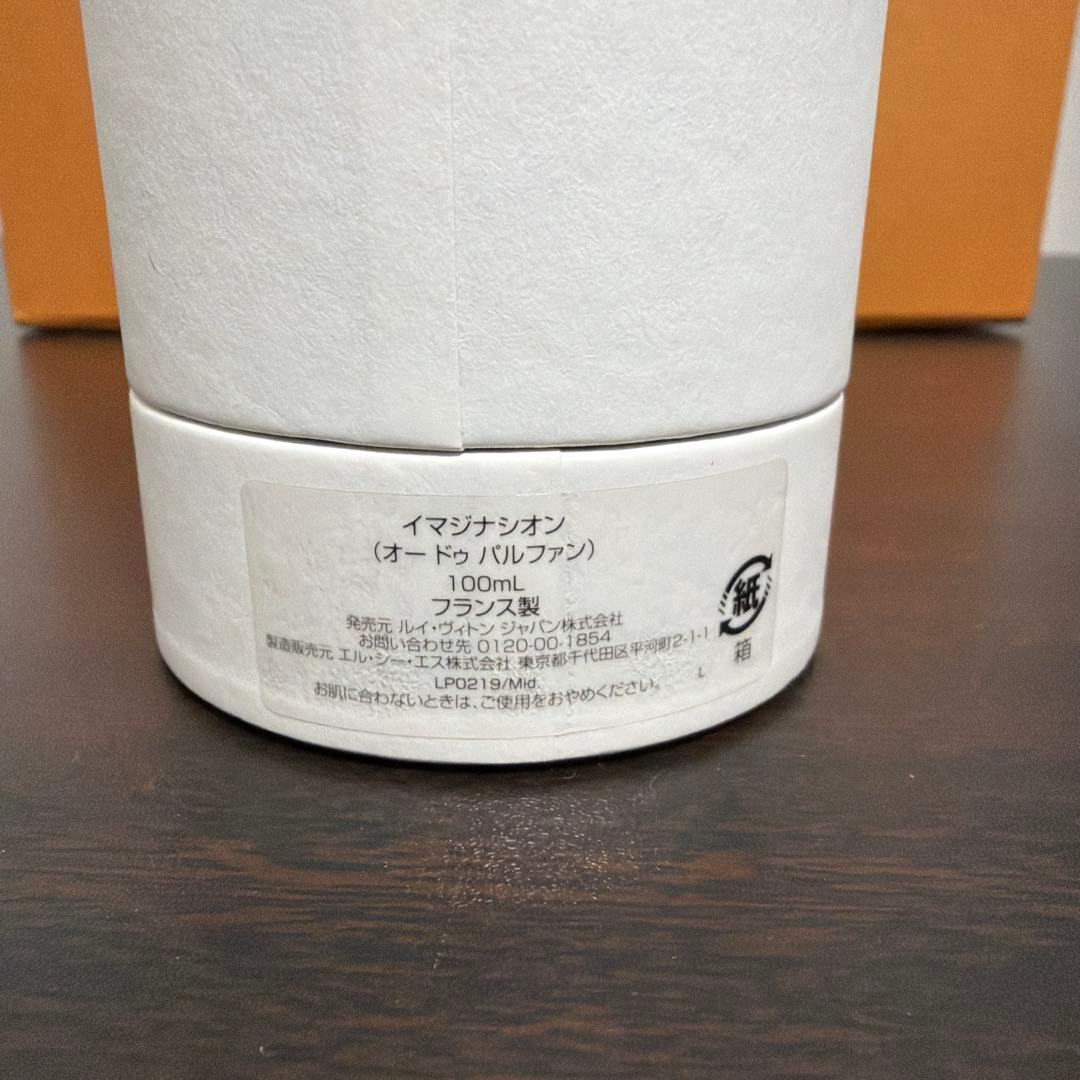 イマジナシオン
（オー ドゥ パルファン）
100mL
フランス製
発売元 ルイ・ヴィトン ジャパン株式会社
お問い合わせ先 0120-00-1854
製造販売元 エル・シー・エス株式会社 東京都千代田区平河町2-1-1
LP0219/Mid.
お肌に合わないときは、ご使用をおやめください。
L
紙
箱